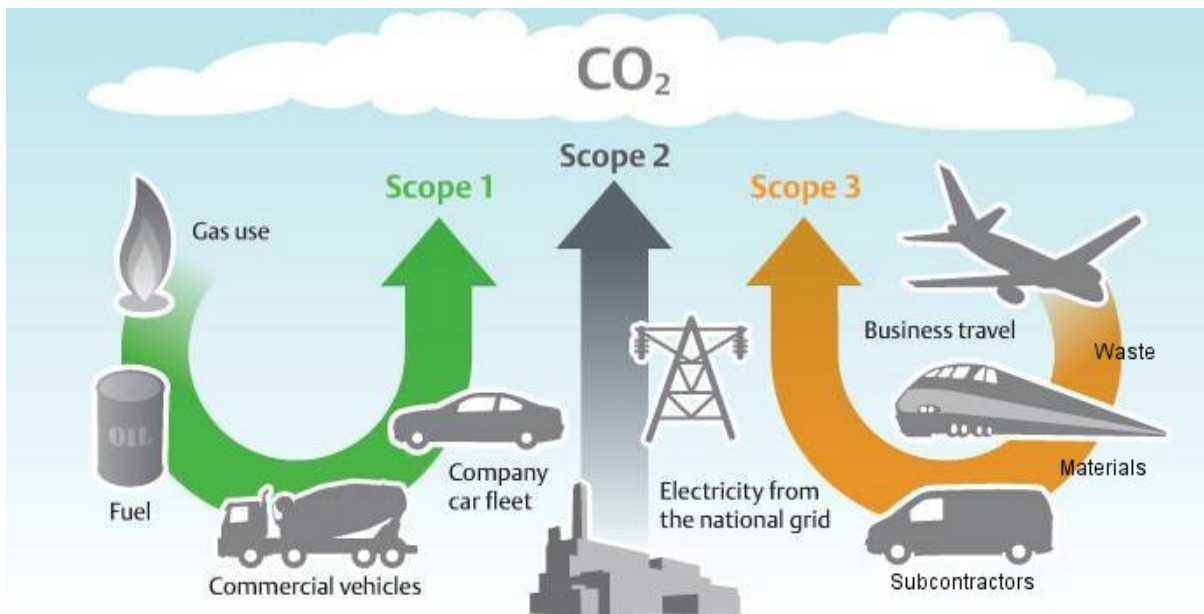 CO₂
Scope 1
Scope 2
Scope 3
Gas use
OIL
Fuel
Commercial vehicles
Company
car fleet
Electricity from
the national grid
Business travel
Waste
Materials
Subcontractors